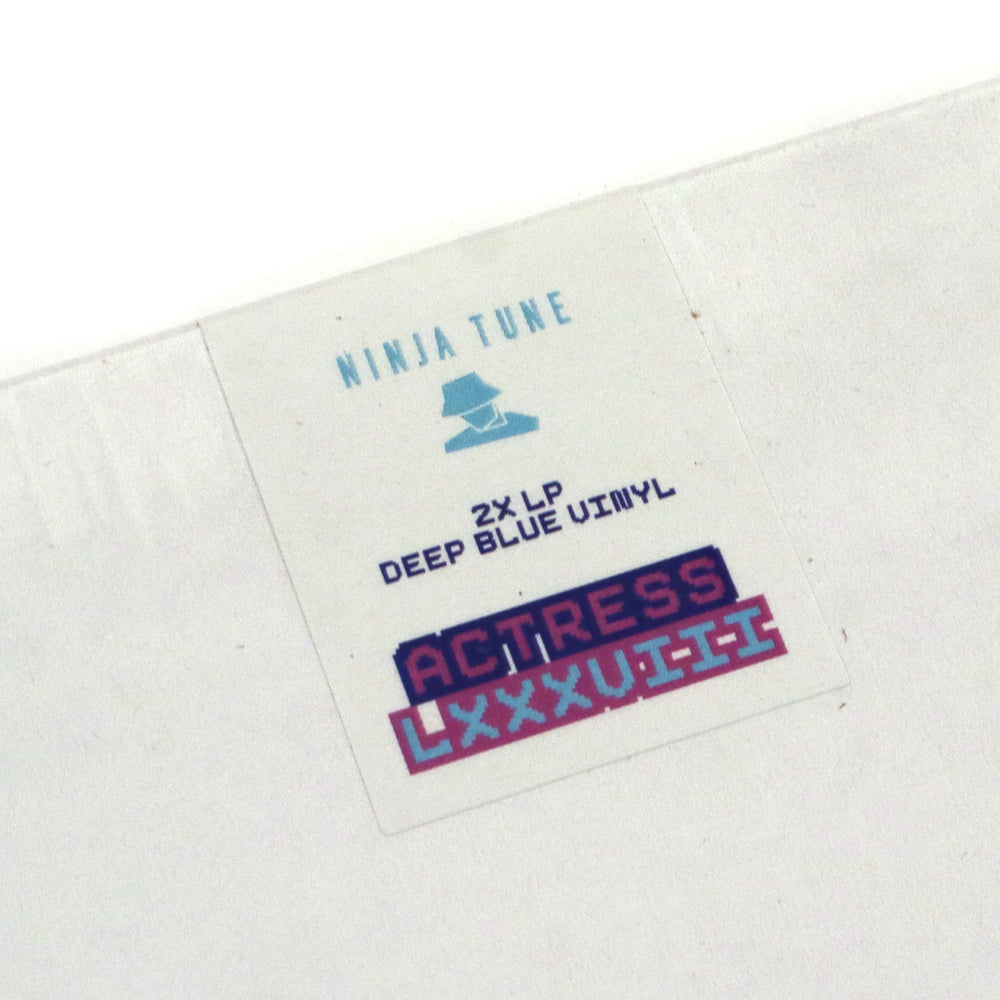 NINJA TUNE
2X LP
DEEP BLUE VINYL
ACTRESS
LXXXVIII